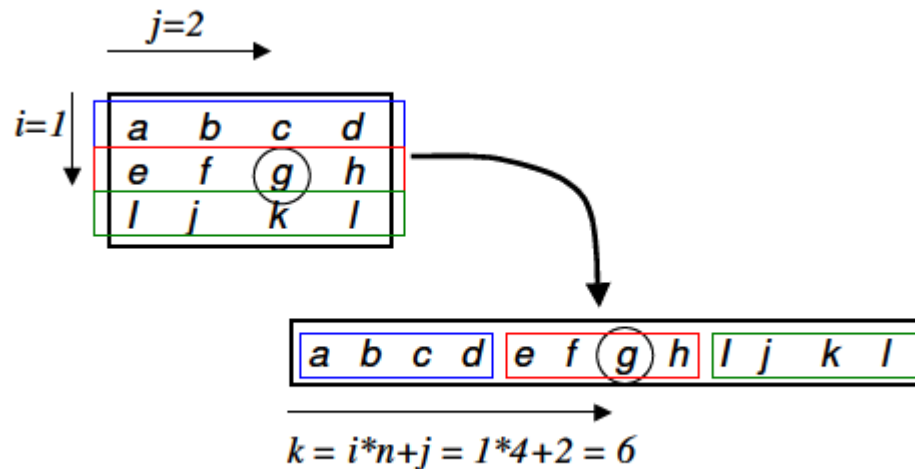 j=2
i=1
a b c d
e f g h
l j k l
a b c d e f g h l j k l
k = i*n+j = 1*4+2 = 6